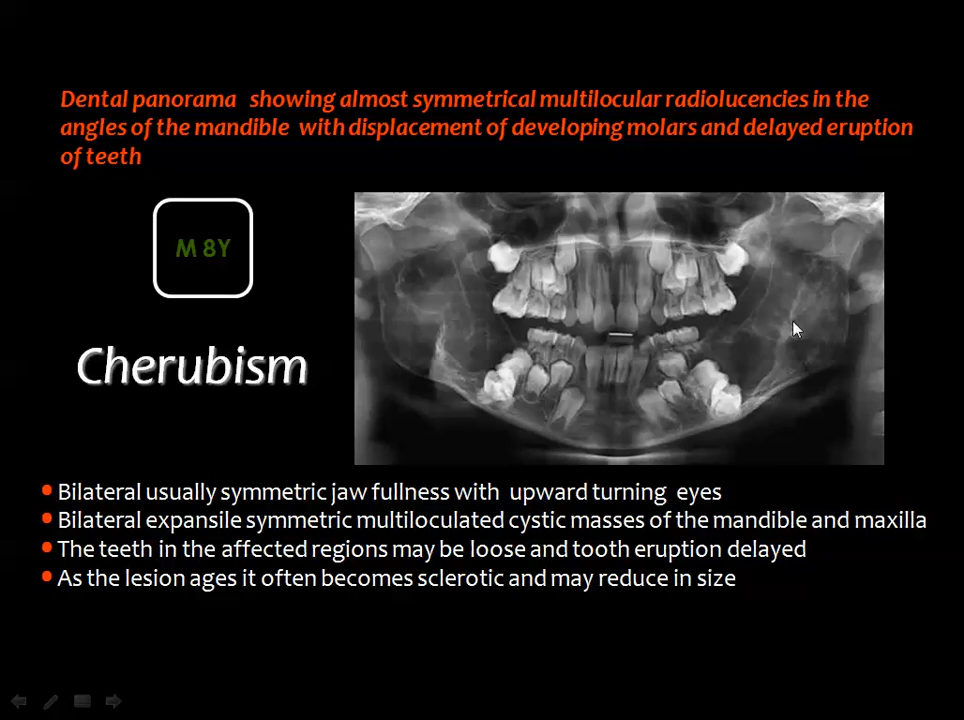 Dental panorama showing almost symmetrical multilocular radiolucencies in the
angles of the mandible with displacement of developing molars and delayed eruption
of teeth
M 8Y
Cherubism
• Bilateral usually symmetric jaw fullness with upward turning eyes
• Bilateral expansile symmetric multiloculated cystic masses of the mandible and maxilla
• The teeth in the affected regions may be loose and tooth eruption delayed
• As the lesion ages it often becomes sclerotic and may reduce in size